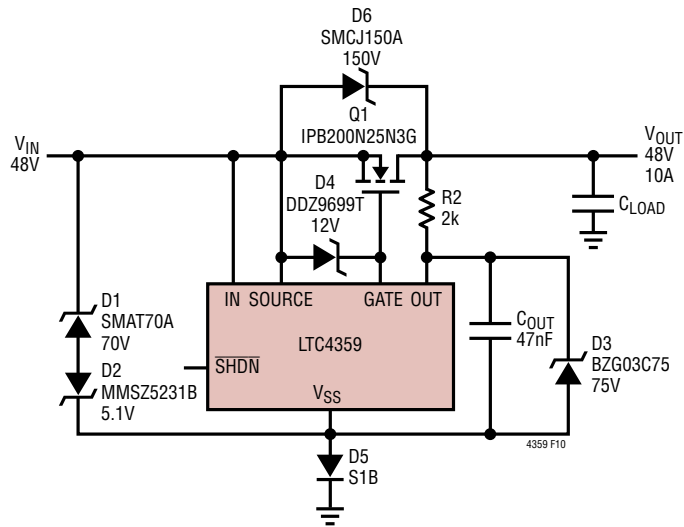 D6
SMCJ150A
150V
Q1
IPB200N25N3G
VIN
48V
VOUT
48V
10A
D4
DDZ9699T
12V
R2
2k
CLOAD
IN SOURCE GATE OUT
D1
SMAT70A
70V
LTC4359
COUT
47nF
SHDN
D3
BZG03C75
75V
D2
MMSZ5231B
5.1V
VSS
4359 F10
D5
S1B